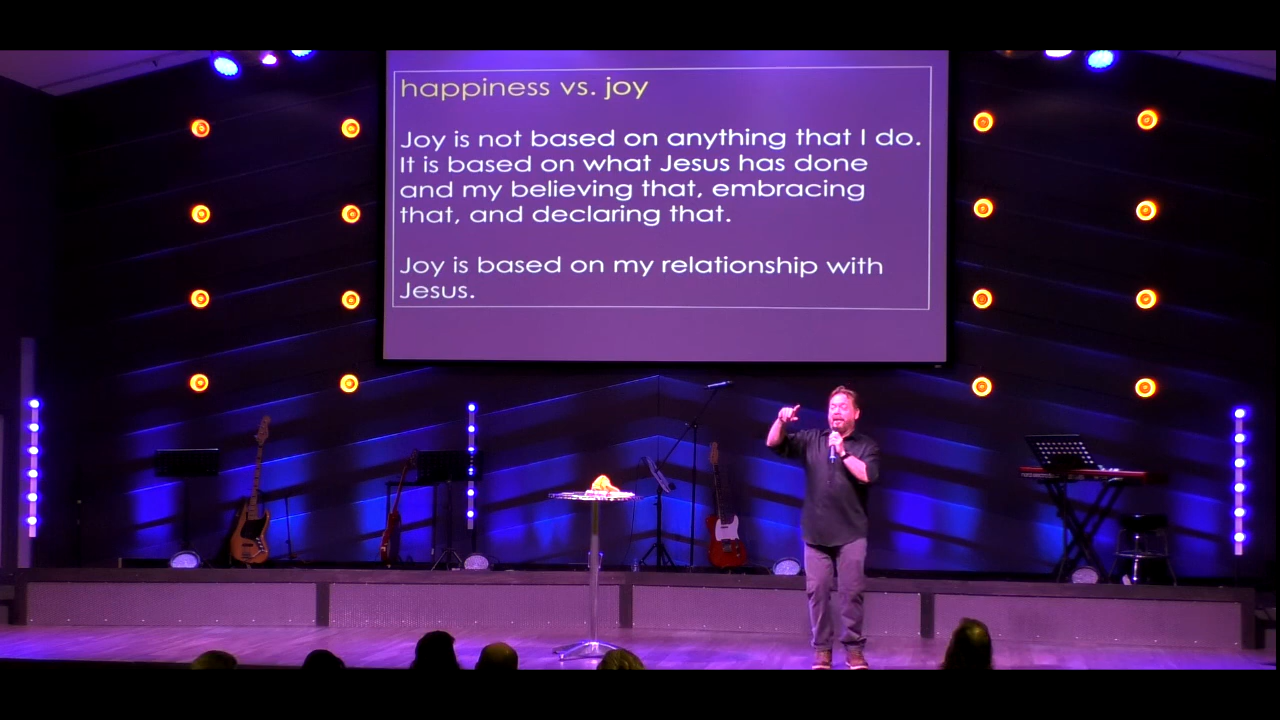 happiness vs. joy
Joy is not based on anything that I do.
It is based on what Jesus has done
and my believing that, embracing
that, and declaring that.
Joy is based on my relationship with
Jesus.